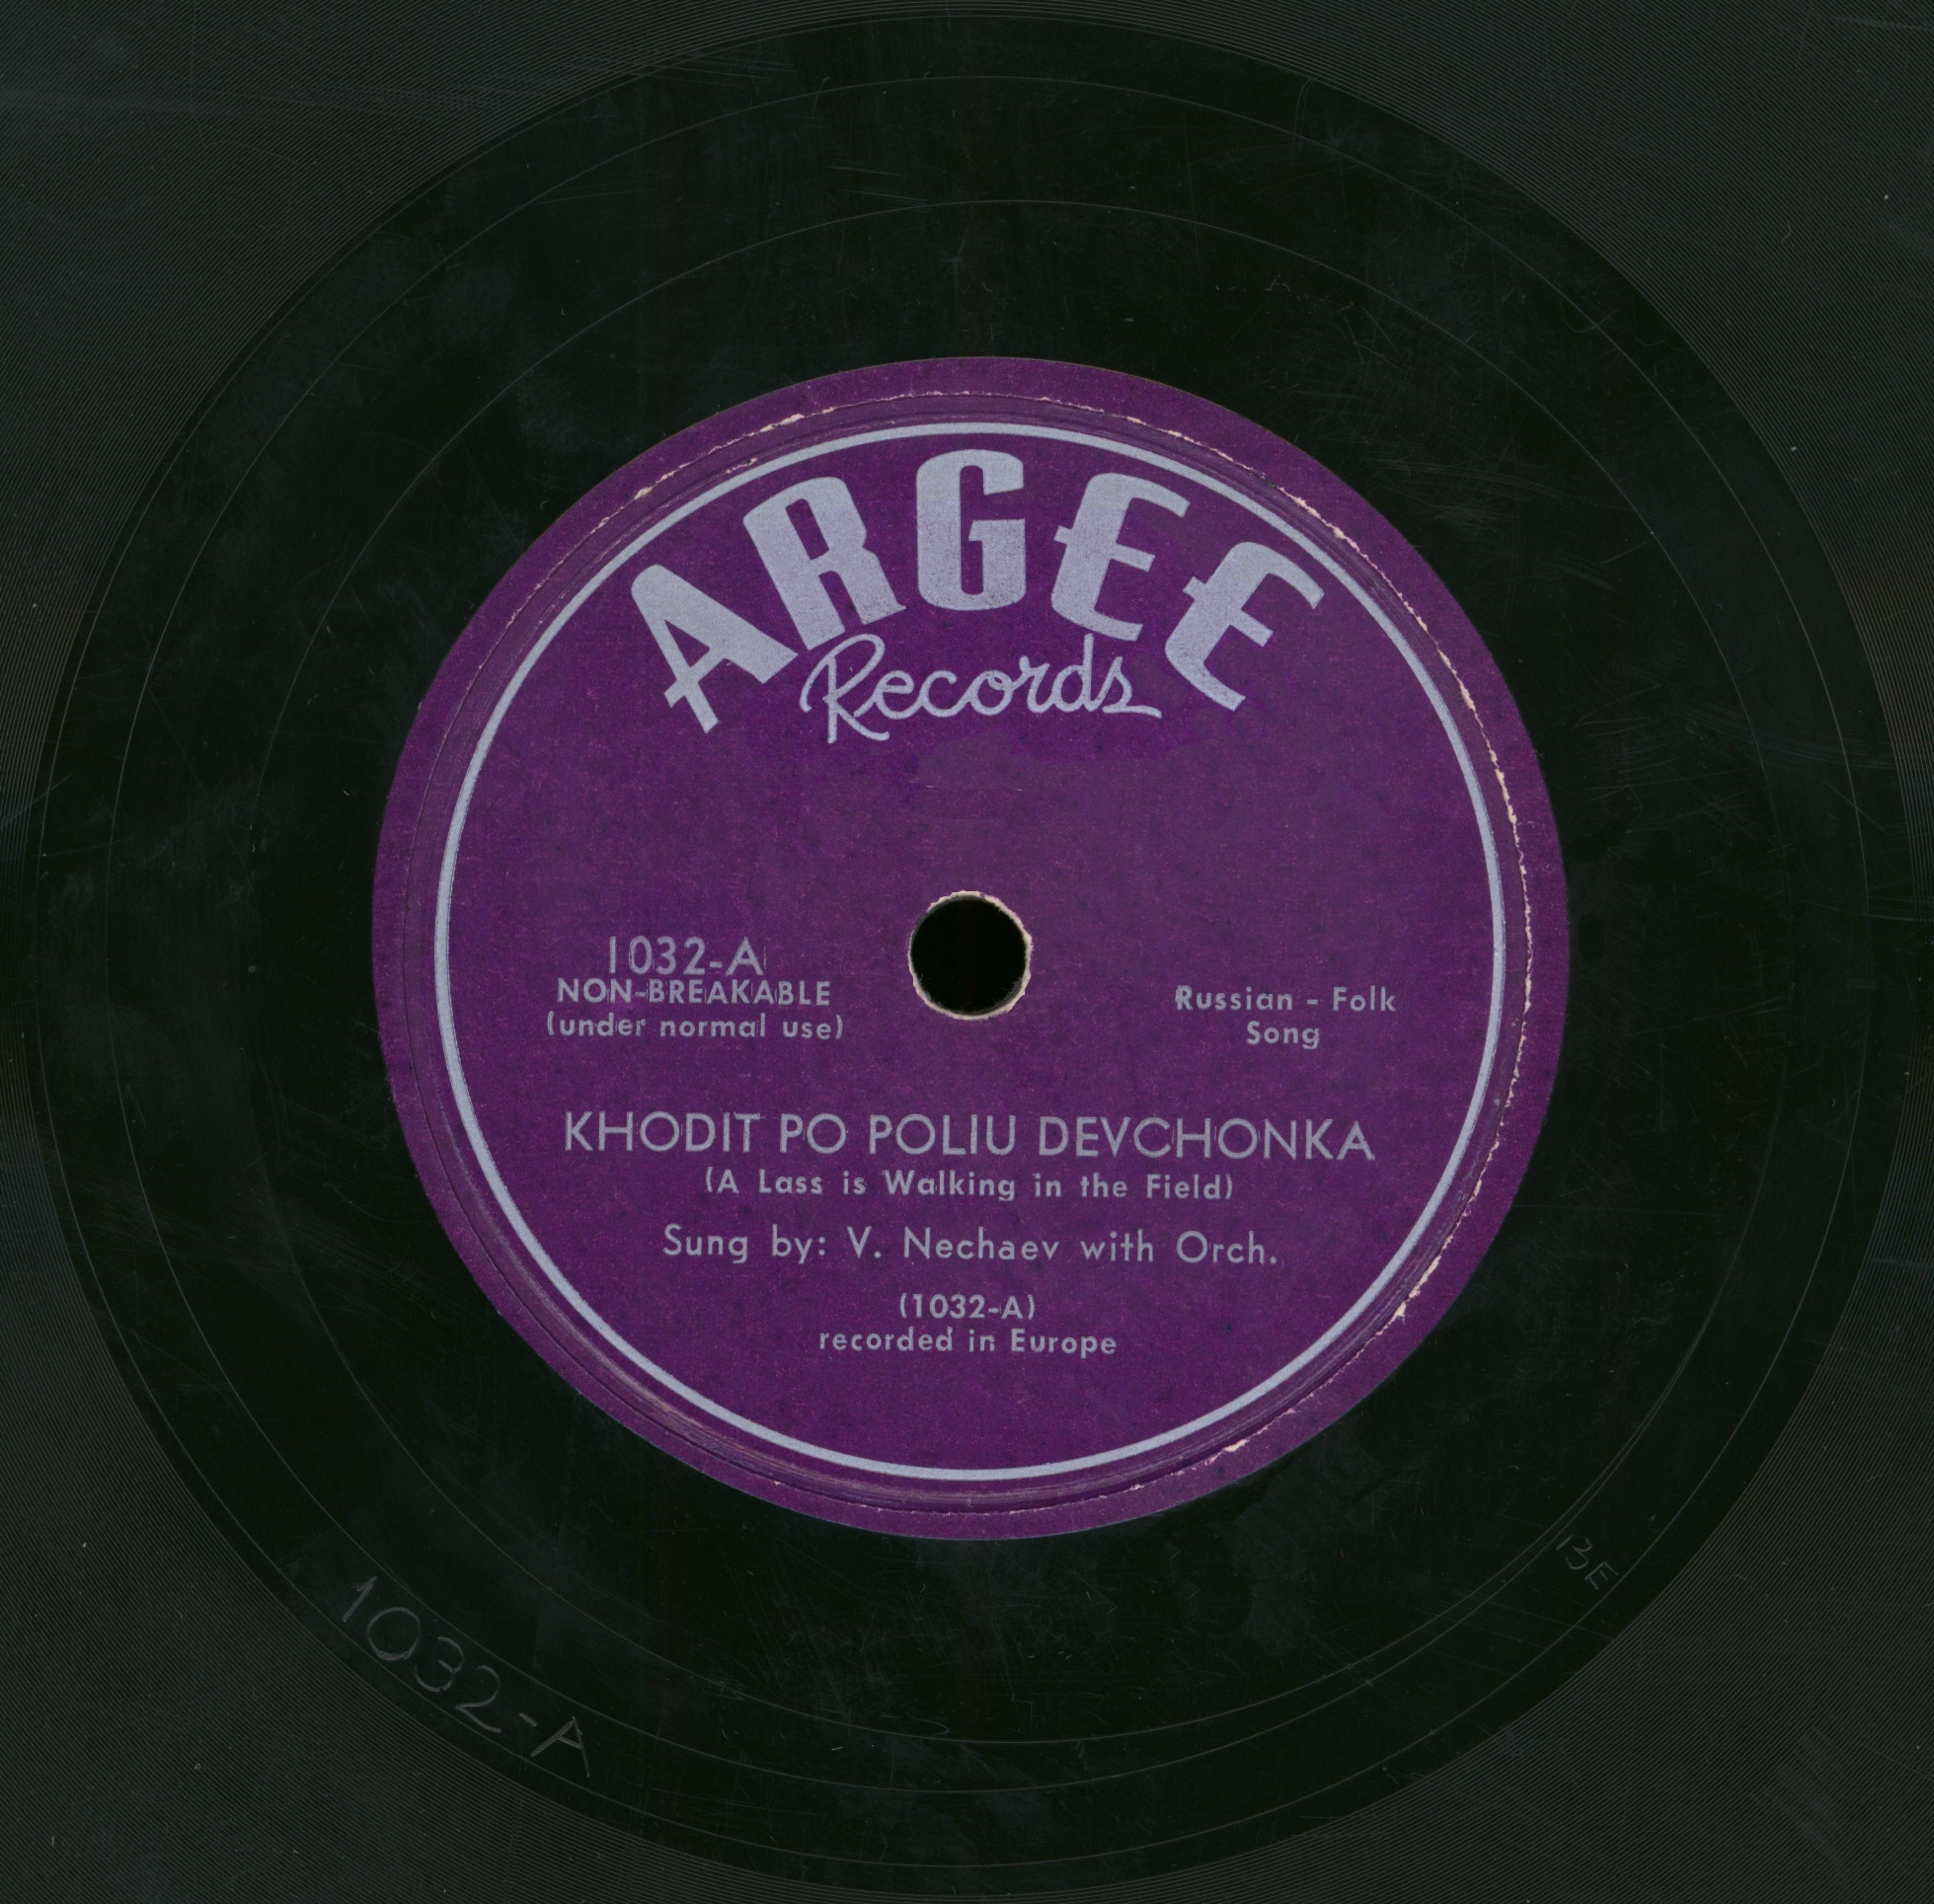 ARGEE
Records
1032-A
NON-BREAKABLE
(under normal use)
Russian - Folk
Song
KHODIT PO POLIU DEVCHONKA
(A Lass is Walking in the Field)
Sung by: V. Nechaev with Orch.
(1032-A)
recorded in Europe
1032-A
BE